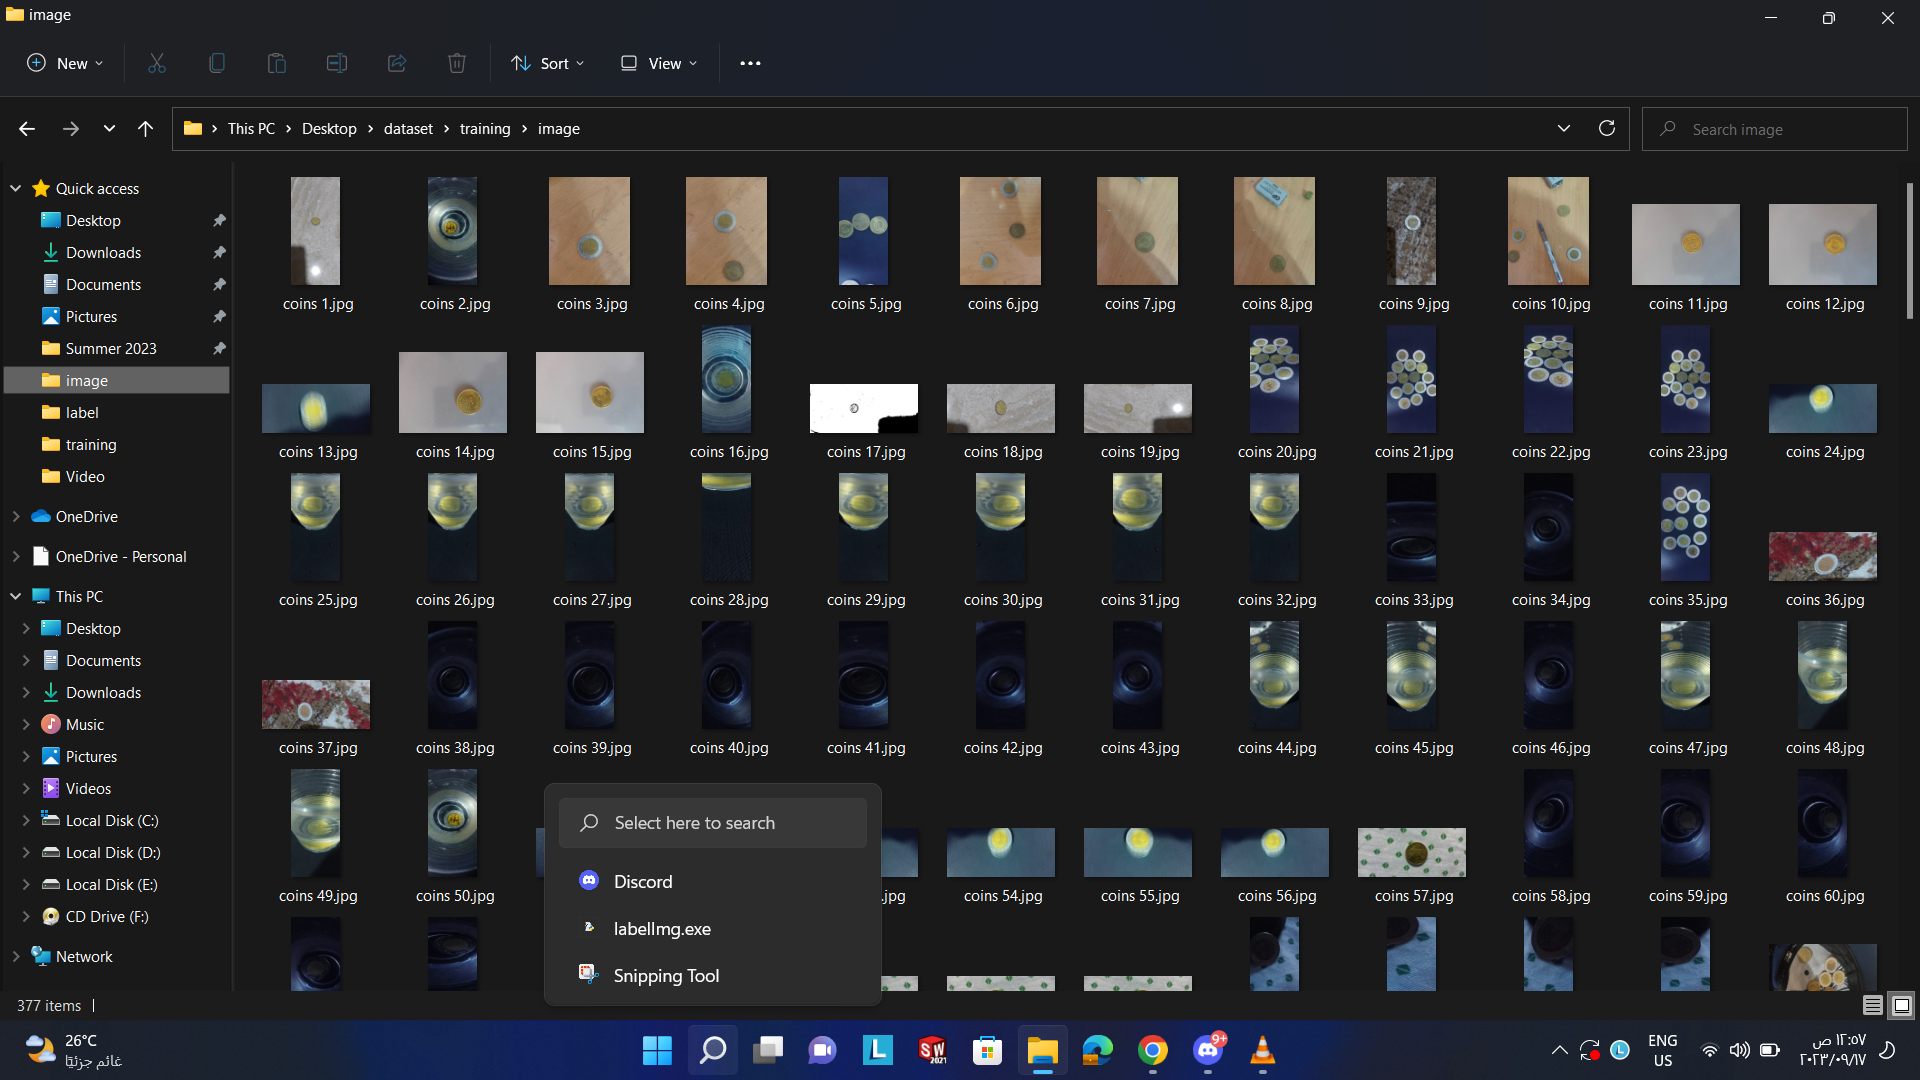 image
New
Sort
View
This PC
Desktop
dataset
training
image
Search image
Quick access
Desktop
Downloads
Documents
Pictures
Summer 2023
image
label
training
Video
OneDrive
OneDrive - Personal
This PC
Desktop
Documents
Downloads
Music
Pictures
Videos
Local Disk (C:)
Local Disk (D:)
Local Disk (E:)
CD Drive (F:)
Network
coins 1.jpg
coins 2.jpg
coins 3.jpg
coins 4.jpg
coins 5.jpg
coins 6.jpg
coins 7.jpg
coins 8.jpg
coins 9.jpg
coins 10.jpg
coins 11.jpg
coins 12.jpg
coins 13.jpg
coins 14.jpg
coins 15.jpg
coins 16.jpg
coins 17.jpg
coins 18.jpg
coins 19.jpg
coins 20.jpg
coins 21.jpg
coins 22.jpg
coins 23.jpg
coins 24.jpg
coins 25.jpg
coins 26.jpg
coins 27.jpg
coins 28.jpg
coins 29.jpg
coins 30.jpg
coins 31.jpg
coins 32.jpg
coins 33.jpg
coins 34.jpg
coins 35.jpg
coins 36.jpg
coins 37.jpg
coins 38.jpg
coins 39.jpg
coins 40.jpg
coins 41.jpg
coins 42.jpg
coins 43.jpg
coins 44.jpg
coins 45.jpg
coins 46.jpg
coins 47.jpg
coins 48.jpg
coins 49.jpg
coins 50.jpg
.jpg
coins 54.jpg
coins 55.jpg
coins 56.jpg
coins 57.jpg
coins 58.jpg
coins 59.jpg
coins 60.jpg
Select here to search
Discord
labelImg.exe
Snipping Tool
377 items
26°C
غائم جزئيًا
L
SW
2021
9+
L
ENG
US
١٢:٥٧ ص
٢٠٢٣/٠٩/١٧